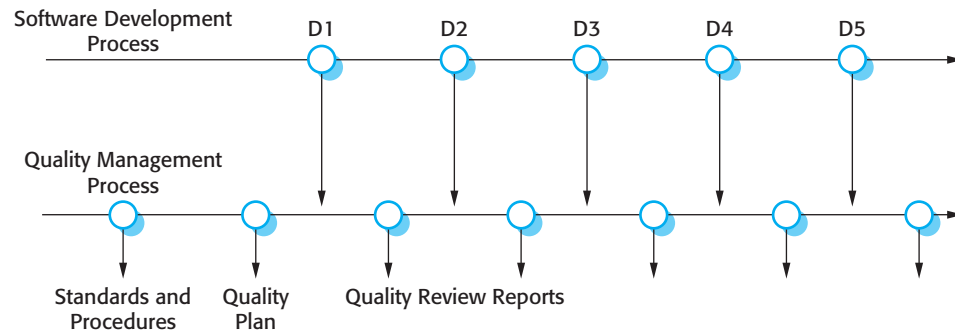 Software Development
Process
D1
D2
D3
D4
D5
Quality Management
Process
Standards and
Procedures
Quality
Plan
Quality Review Reports